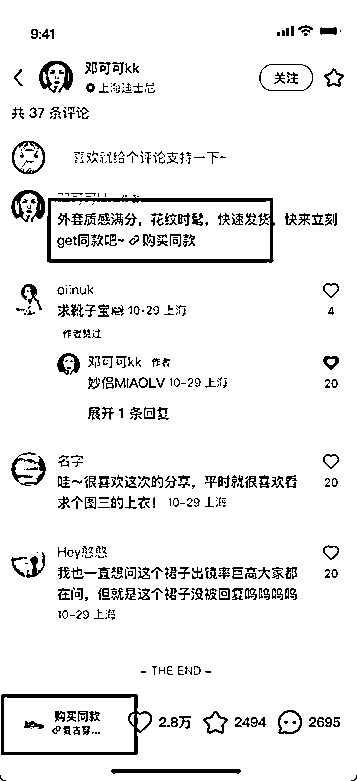 9:41
邓可可kk
上海迪士尼
关注
共 37 条评论
喜欢就给个评论支持一下~
外套质感满分，花纹时髦，快速发货，快来立刻
get同款吧~ 购买同款
oiinuk
求靴子宝 10-29 上海
4
作者赞过
邓可可kk 作者
妙侣MIAOLV 10-29 上海
20
展开 1 条回复
名字
哇～很喜欢这次的分享，平时就很喜欢看
求个图三的上衣！ 10-29 上海
20
Hey憨憨
我也一直想问这个裙子出镜率巨高大家都
在问，但就是这个裙子没被回复呜呜呜呜
20
10-29 上海
- THE END -
购买同款
复古穿...
2.8万
2494
2695